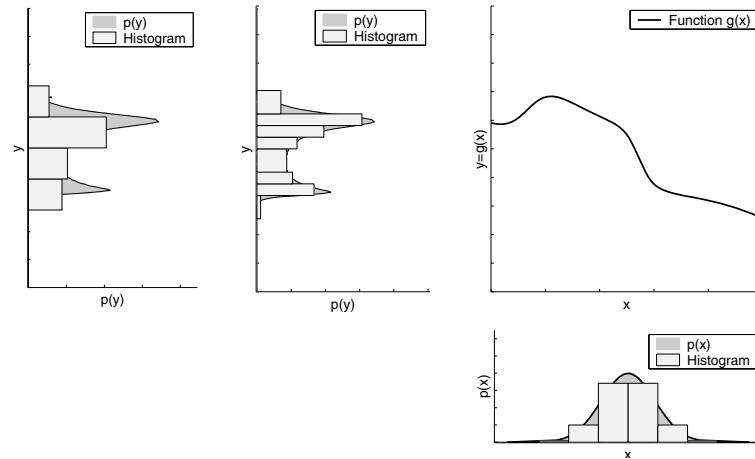 p(y)
Histogram
y
p(y)
p(y)
Histogram
y
p(y)
Function g(x)
y=g(x)
x
p(x)
Histogram
p(x)
x